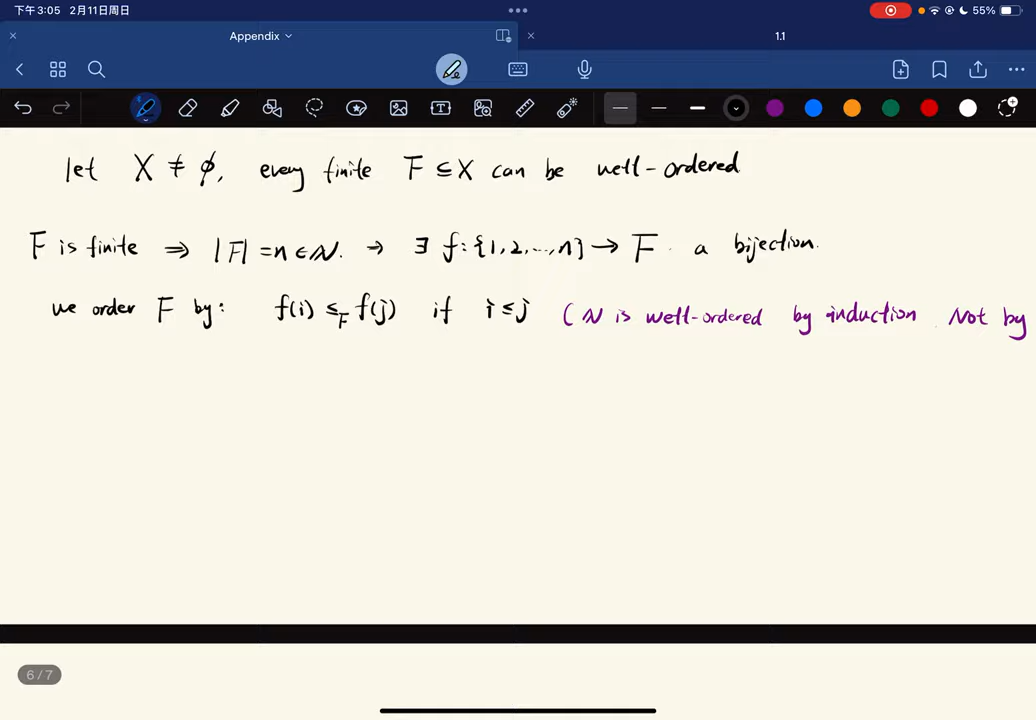 下午3:05 2月11日周日
55%
Appendix
1.1
let X ≠ ∅, every finite F ⊆ X can be well-ordered
F is finite ⇒ |F| = n ∈ N. → ∃ f: {1, 2, ..., n} → F. a bijection.
we order F by: f(i) ≤_F f(j) if i ≤ j (N is well-ordered by induction. Not by
6 / 7